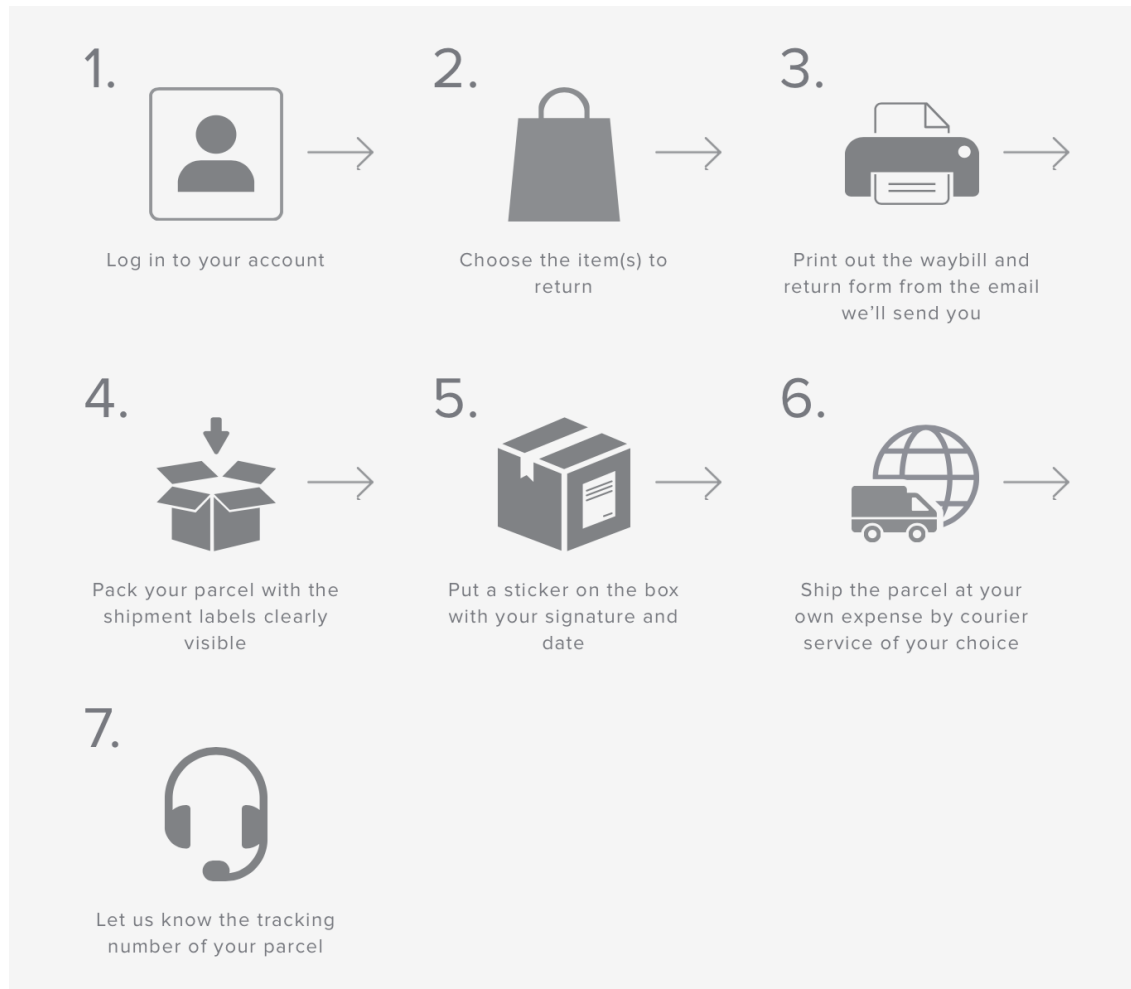 1.
Log in to your account
2.
Choose the item(s) to
return
3.
Print out the waybill and
return form from the email
we’ll send you
4.
Pack your parcel with the
shipment labels clearly
visible
5.
Put a sticker on the box
with your signature and
date
6.
Ship the parcel at your
own expense by courier
service of your choice
7.
Let us know the tracking
number of your parcel